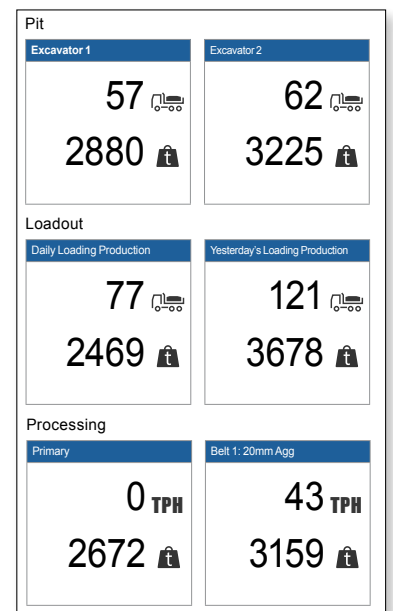 Pit
Excavator 1
Excavator 2
57
62
2880 t
3225 t
Loadout
Daily Loading Production
Yesterday's Loading Production
77
121
2469 t
3678 t
Processing
Primary
Belt 1: 20mm Agg
0 TPH
43 TPH
2672 t
3159 t